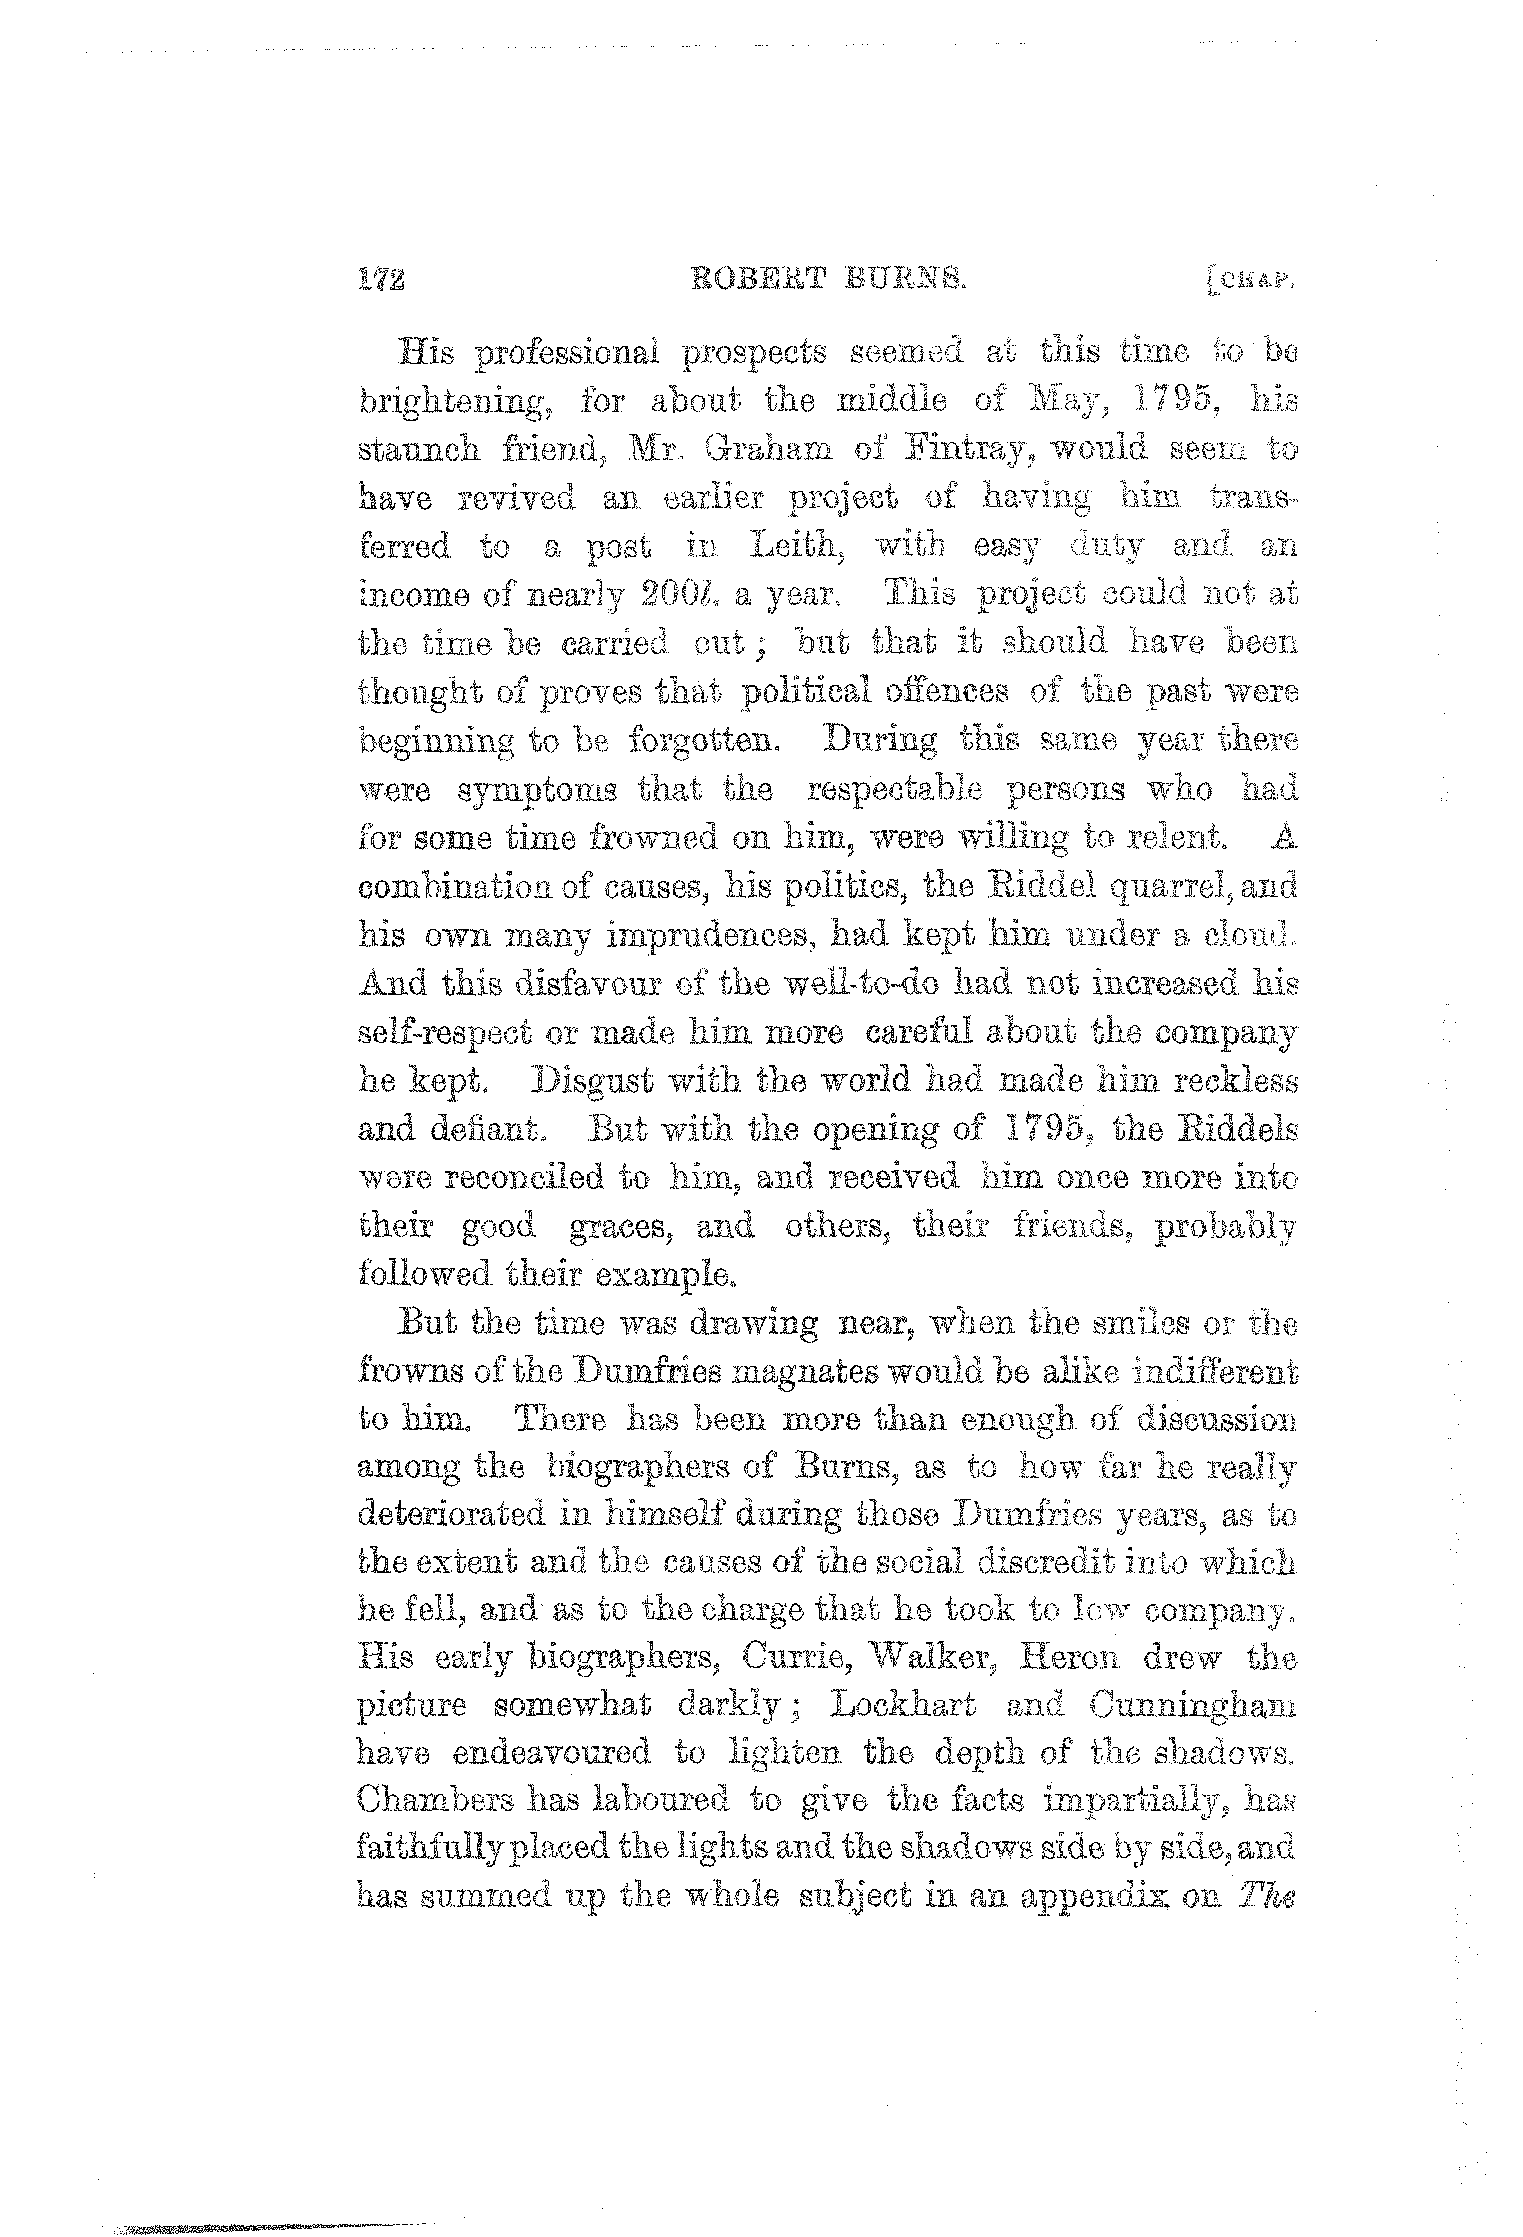 172 ROBERT BURNS. [CHAP.
His professional prospects seemed at this time to be
brightening, for about the middle of May, 1795, his
staunch friend, Mr. Graham of Fintray, would seem to
have revived an earlier project of having him trans-
ferred to a post in Leith, with easy duty and an
income of nearly 200l. a year. This project could not at
the time be carried out; but that it should have been
thought of proves that political offences of the past were
beginning to be forgotten. During this same year there
were symptoms that the respectable persons who had
for some time frowned on him, were willing to relent. A
combination of causes, his politics, the Riddel quarrel, and
his own many imprudences, had kept him under a cloud.
And this disfavour of the well-to-do had not increased his
self-respect or made him more careful about the company
he kept. Disgust with the world had made him reckless
and defiant. But with the opening of 1795, the Riddels
were reconciled to him, and received him once more into
their good graces, and others, their friends, probably
followed their example.
But the time was drawing near, when the smiles or the
frowns of the Dumfries magnates would be alike indifferent
to him. There has been more than enough of discussion
among the biographers of Burns, as to how far he really
deteriorated in himself during those Dumfries years, as to
the extent and the causes of the social discredit into which
he fell, and as to the charge that he took to low company.
His early biographers, Currie, Walker, Heron drew the
picture somewhat darkly; Lockhart and Cunningham
have endeavoured to lighten the depth of the shadows.
Chambers has laboured to give the facts impartially, has
faithfully placed the lights and the shadows side by side, and
has summed up the whole subject in an appendix on The